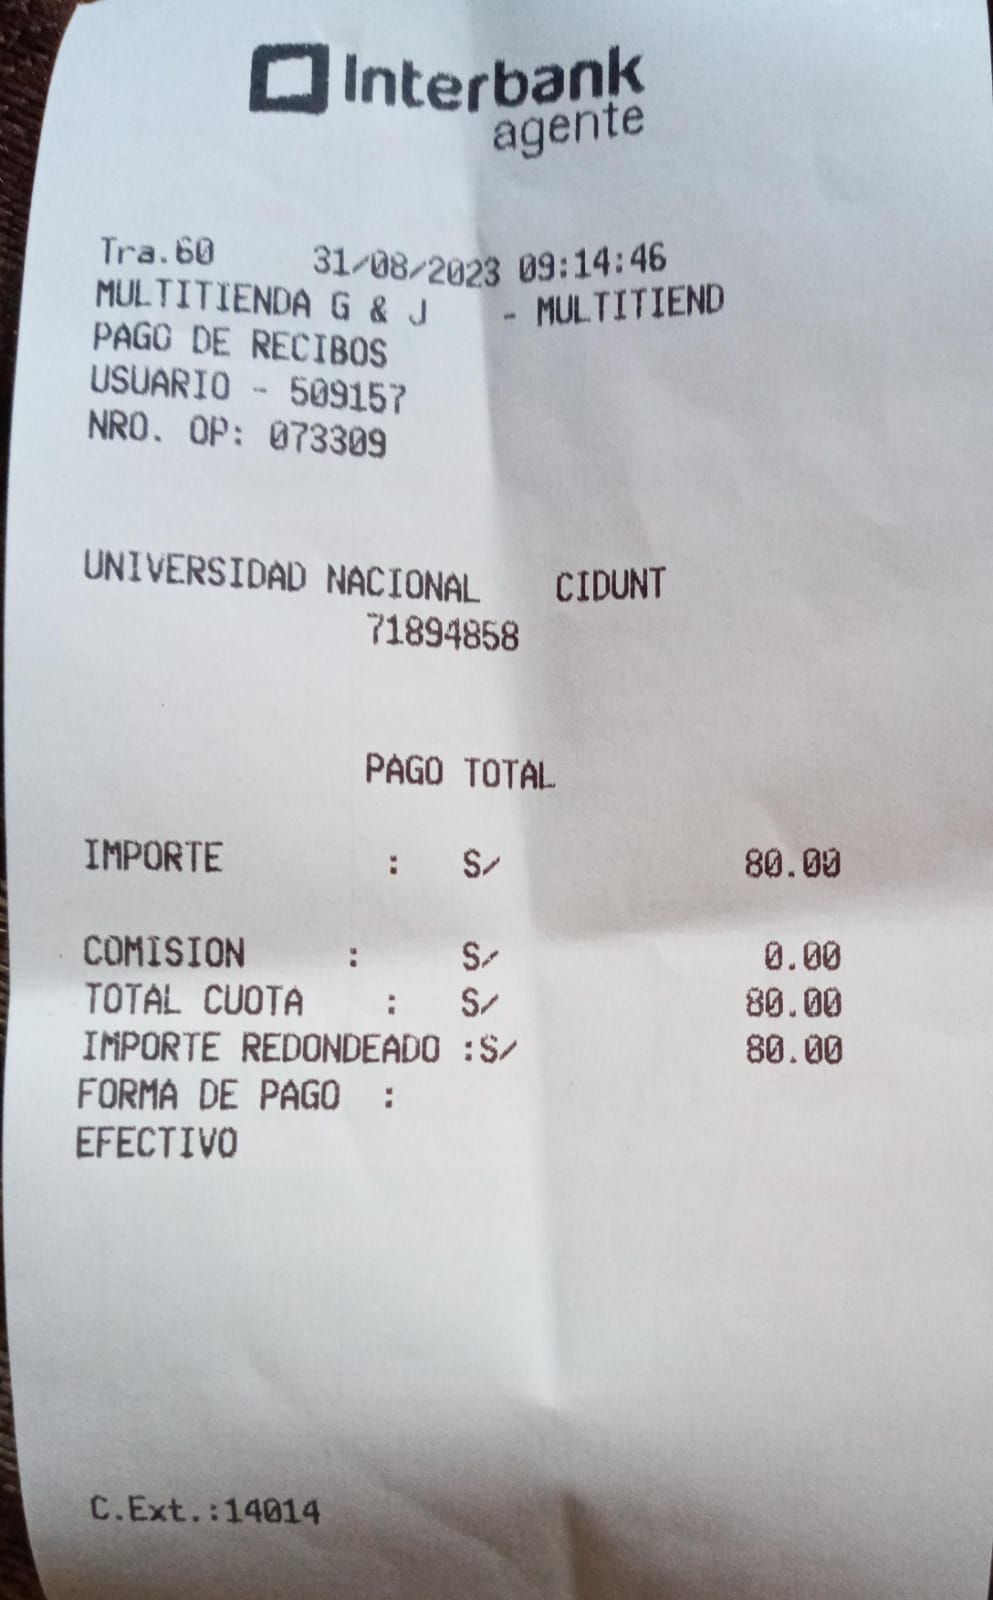 Interbank
agente
Tra.60 31/08/2023 09:14:46
MULTITIENDA G & J - MULTITIEND
PAGO DE RECIBOS
USUARIO - 509157
NRO. OP: 073309
UNIVERSIDAD NACIONAL CIDUNT
71894858
PAGO TOTAL
IMPORTE : S/ 80.00
COMISION : S/ 0.00
TOTAL CUOTA : S/ 80.00
IMPORTE REDONDEADO :S/ 80.00
FORMA DE PAGO :
EFECTIVO
C.Ext.:14014